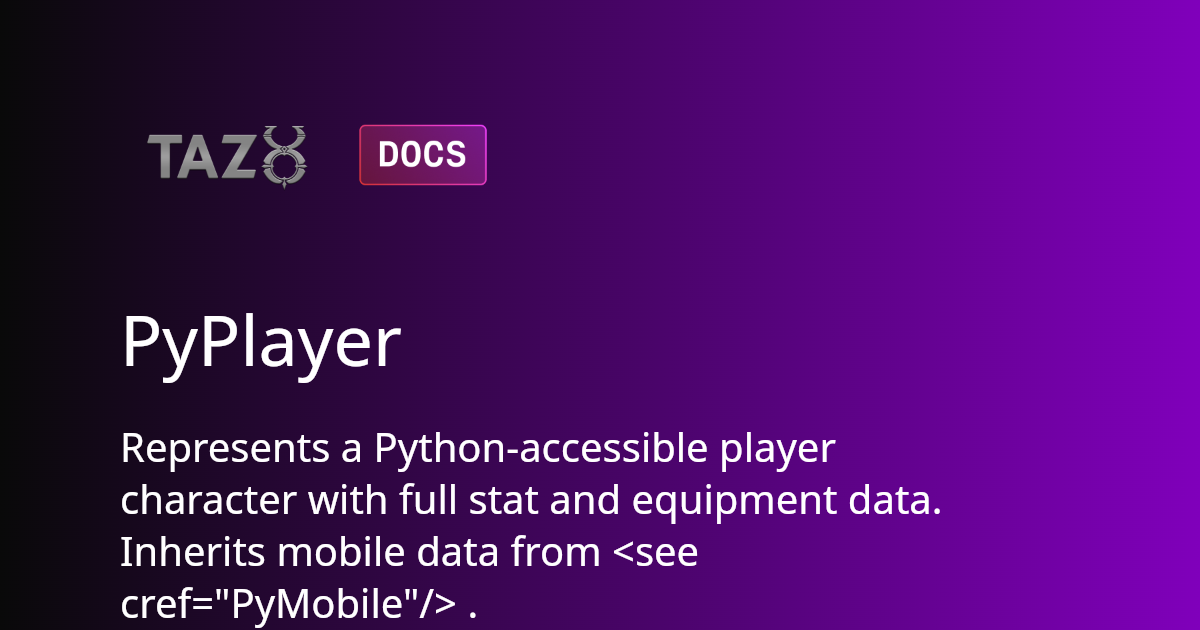 TAZ DOCS
PyPlayer
Represents a Python-accessible player
character with full stat and equipment data.
Inherits mobile data from <see
cref="PyMobile"/> .